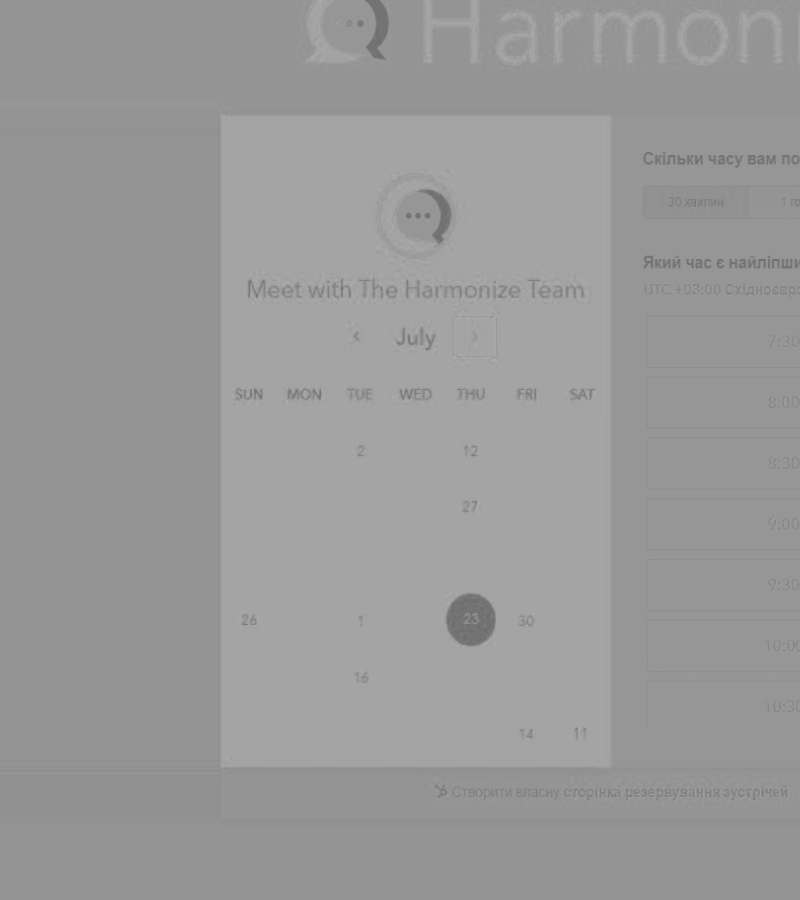 Harmoni
Meet with The Harmonize Team
‹ July ›
SUN MON TUE WED THU FRI SAT
2 12
27
26 1 23 30
16
14 11
Скільки часу вам по
30 хвилин 1 го
Який час є найліпши
UTC +03:00 Східноєвро
7:30
8:00
8:30
9:00
9:30
10:00
10:30
Створити власну сторінка резервування зустрічей